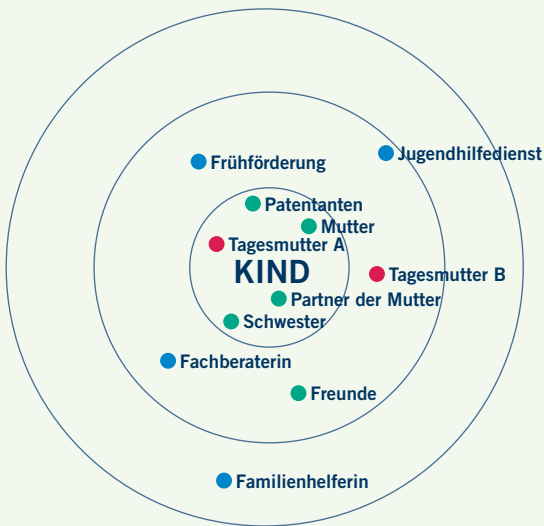 Jugendhilfedienst
Frühförderung
Patentanten
Mutter
Tagesmutter A
KIND
Tagesmutter B
Partner der Mutter
Schwester
Fachberaterin
Freunde
Familienhelferin